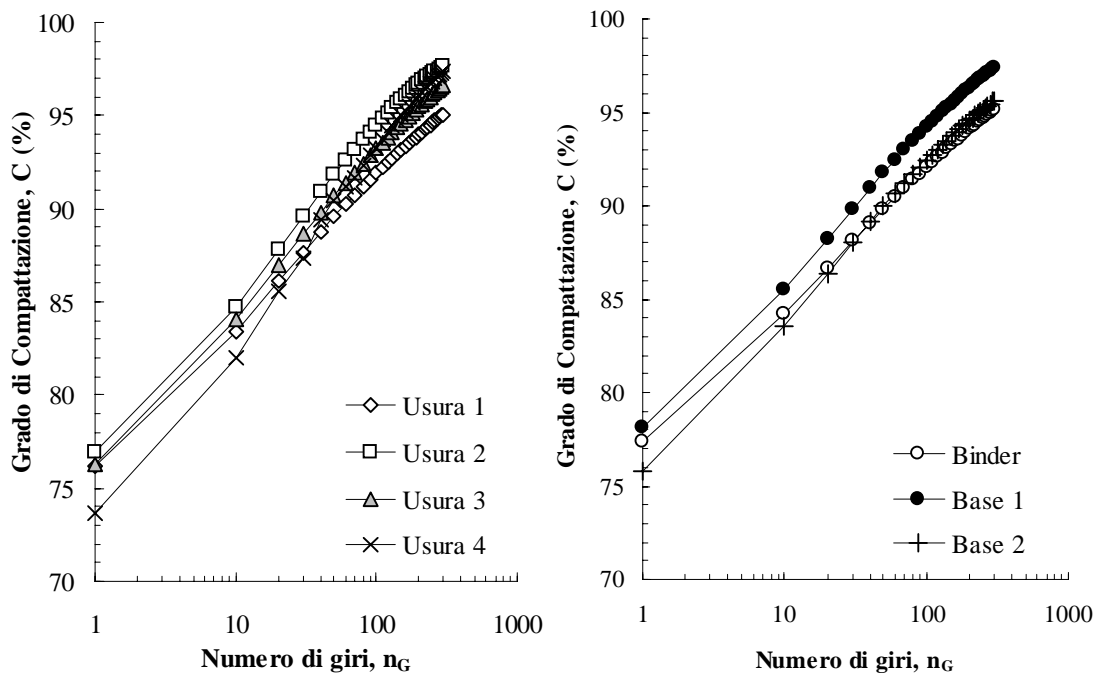 Grado di Compattazione, C (%)
100
95
90
85
80
75
70
1
10
100
1000
Numero di giri, nG
Usura 1
Usura 2
Usura 3
Usura 4
Grado di Compattazione, C (%)
100
95
90
85
80
75
70
1
10
100
1000
Numero di giri, nG
Binder
Base 1
Base 2